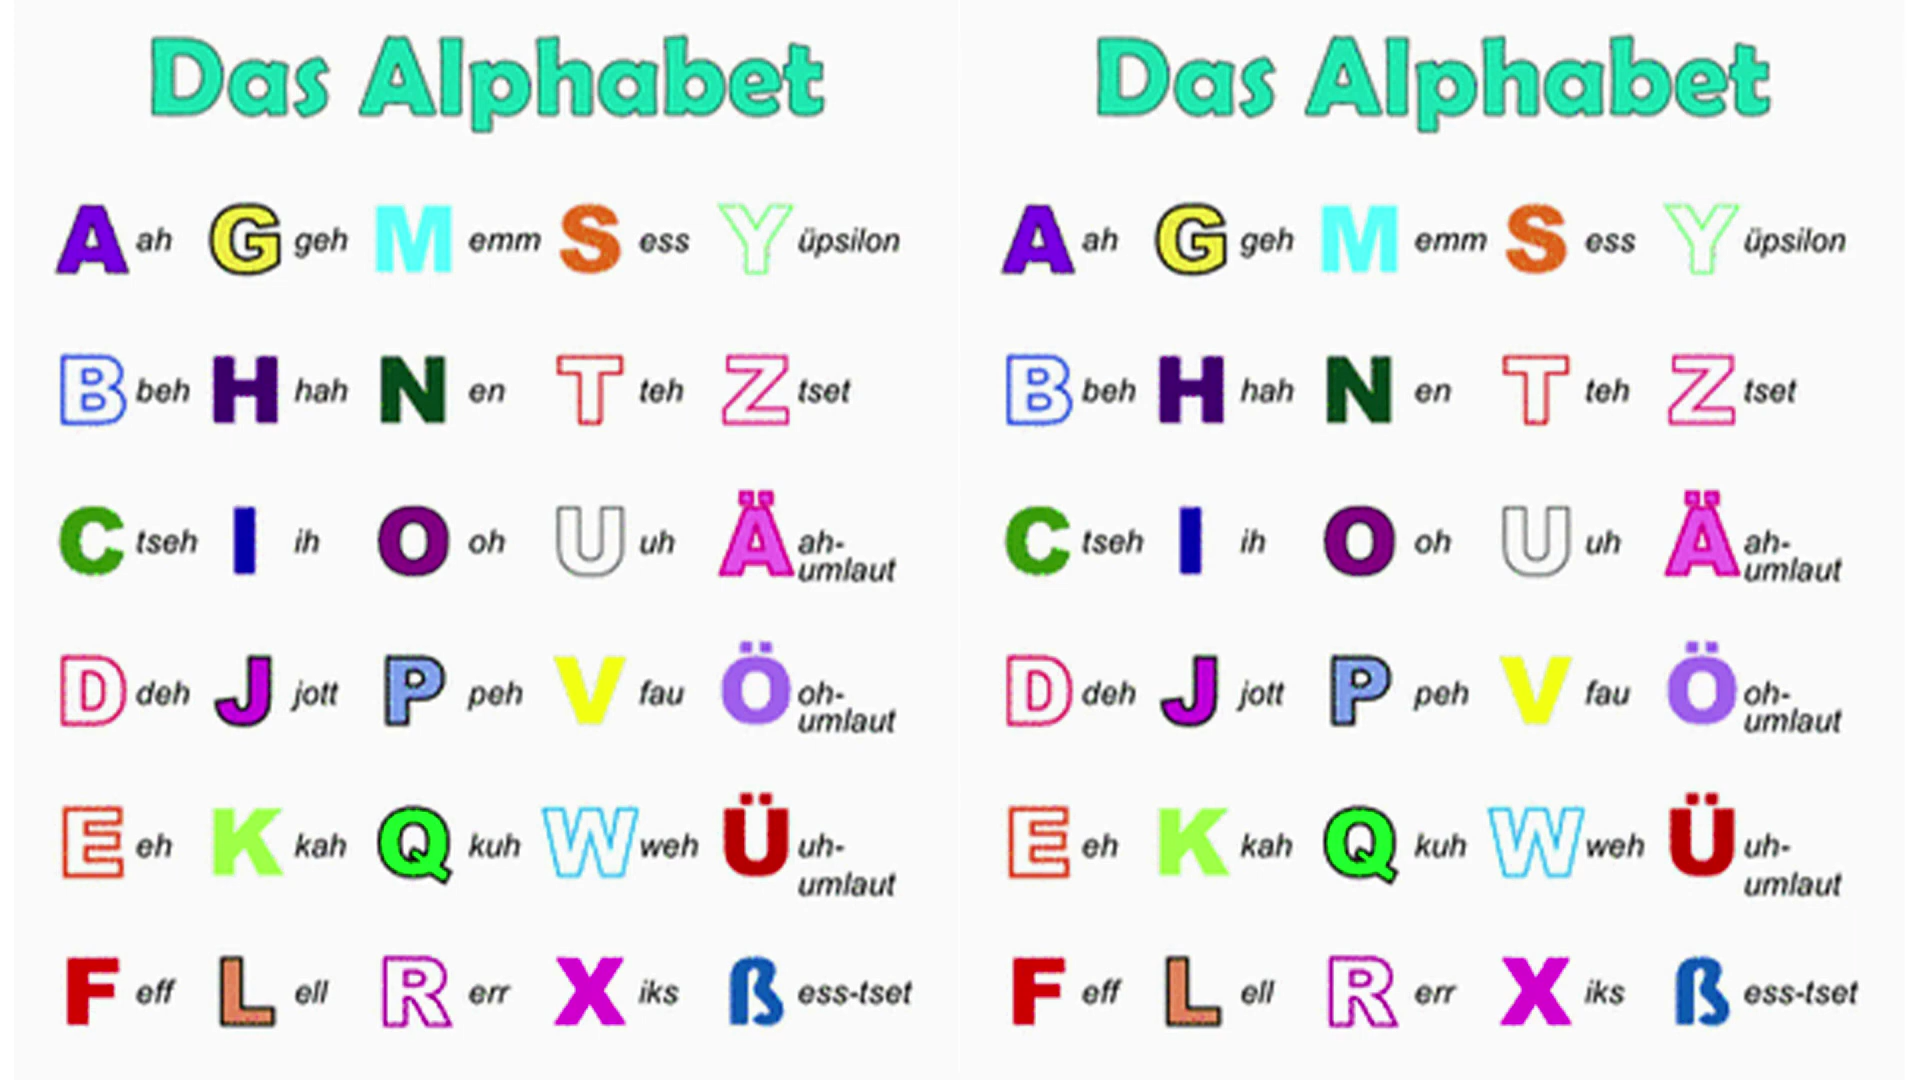 Das Alphabet
A ah G geh M emm S ess Y üpsilon
B beh H hah N en T teh Z tset
C tseh I ih O oh U uh Ä ah-
umlaut
D deh J jott P peh V fau Ö oh-
umlaut
E eh K kah Q kuh W weh Ü uh-
umlaut
F eff L ell R err X iks ß ess-tset
Das Alphabet
A ah G geh M emm S ess Y üpsilon
B beh H hah N en T teh Z tset
C tseh I ih O oh U uh Ä ah-
umlaut
D deh J jott P peh V fau Ö oh-
umlaut
E eh K kah Q kuh W weh Ü uh-
umlaut
F eff L ell R err X iks ß ess-tset